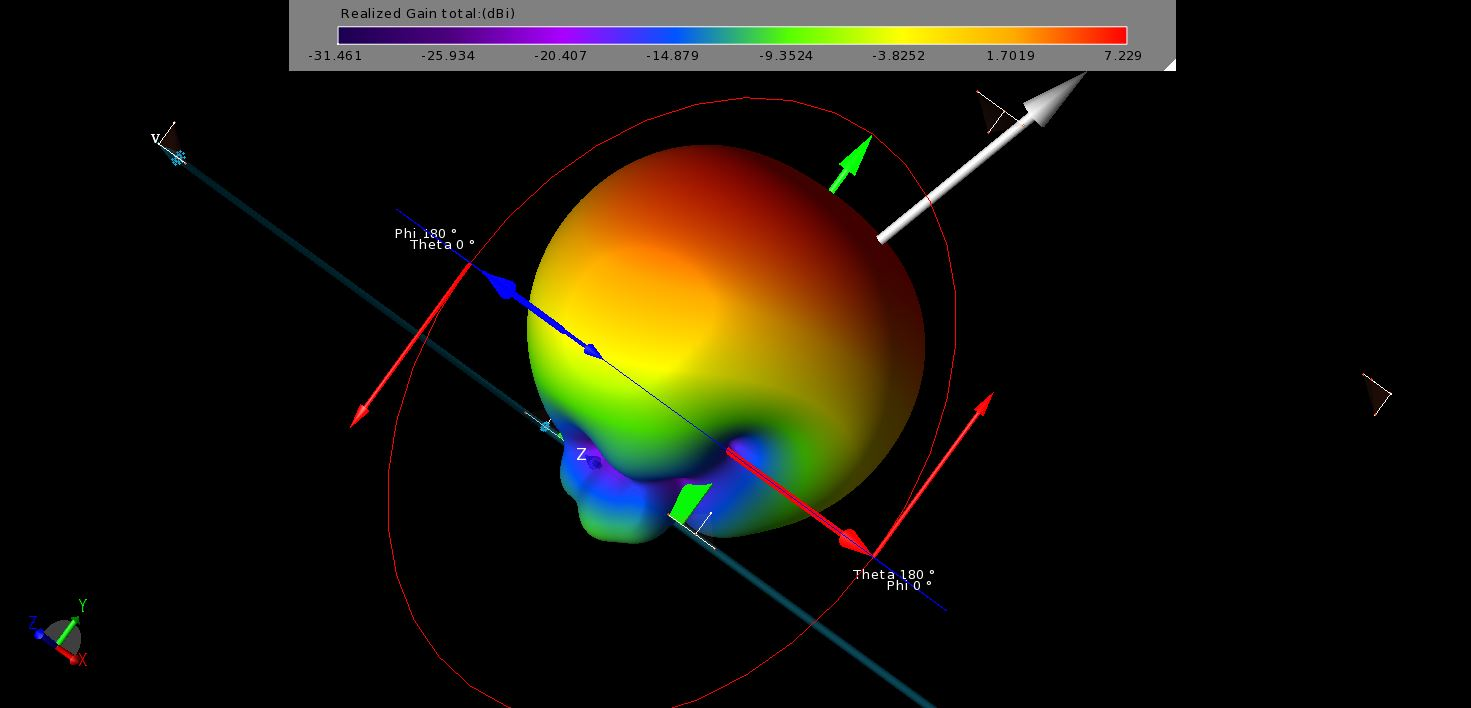 Realized Gain total:(dBi)
-31.461 -25.934 -20.407 -14.879 -9.3524 -3.8252 1.7019 7.229
v
Phi 180 °
Theta 0 °
Z
Theta 180 °
Phi 0 °
Y
Z
X